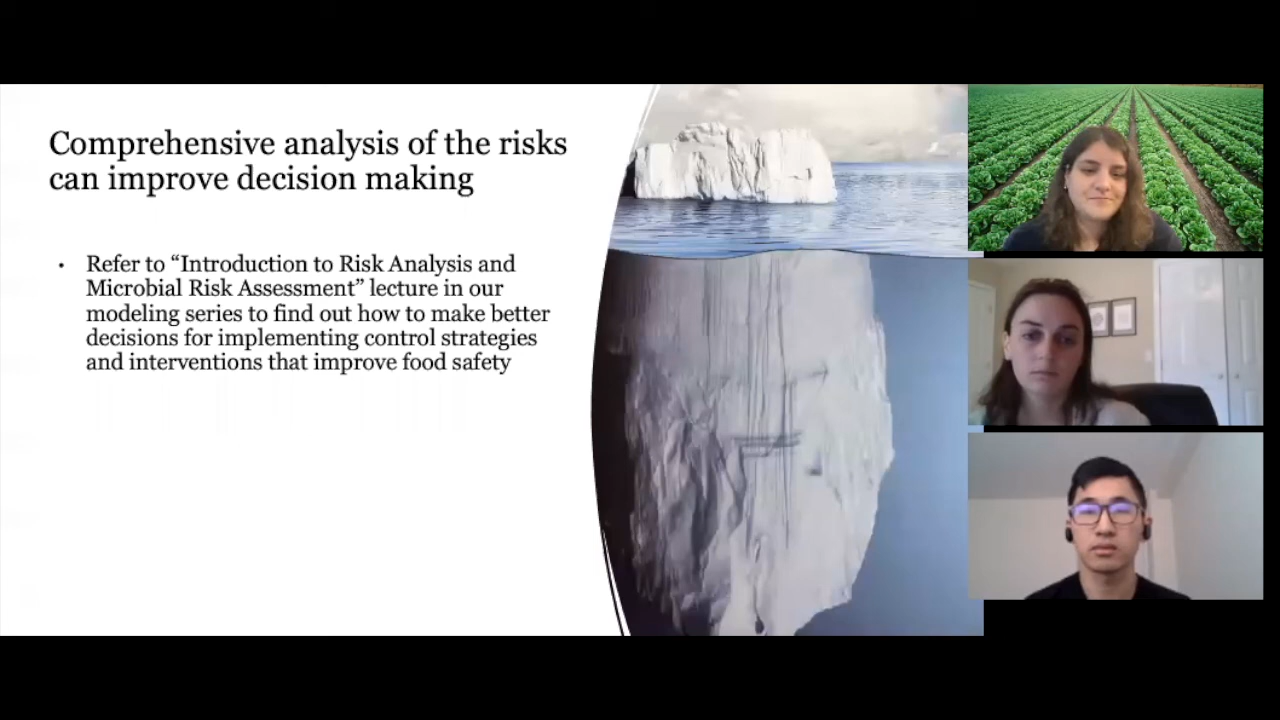 Comprehensive analysis of the risks
can improve decision making
• Refer to “Introduction to Risk Analysis and
Microbial Risk Assessment” lecture in our
modeling series to find out how to make better
decisions for implementing control strategies
and interventions that improve food safety